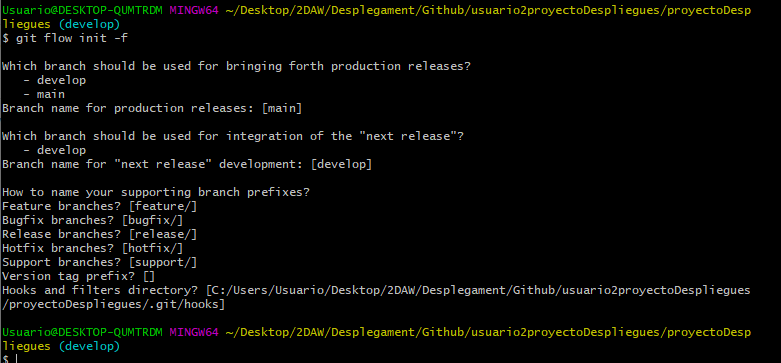 Usuario@DESKTOP-QUMTRDM MINGW64 ~/Desktop/2DAW/Desplegament/Github/usuario2proyectoDespliegues/proyectoDesp
liegues (develop)
$ git flow init -f
Which branch should be used for bringing forth production releases?
   - develop
   - main
Branch name for production releases: [main]
Which branch should be used for integration of the "next release"?
   - develop
Branch name for "next release" development: [develop]
How to name your supporting branch prefixes?
Feature branches? [feature/]
Bugfix branches? [bugfix/]
Release branches? [release/]
Hotfix branches? [hotfix/]
Support branches? [support/]
Version tag prefix? []
Hooks and filters directory? [C:/Users/Usuario/Desktop/2DAW/Desplegament/Github/usuario2proyectoDespliegues
/proyectoDespliegues/.git/hooks]
Usuario@DESKTOP-QUMTRDM MINGW64 ~/Desktop/2DAW/Desplegament/Github/usuario2proyectoDespliegues/proyectoDesp
liegues (develop)
$